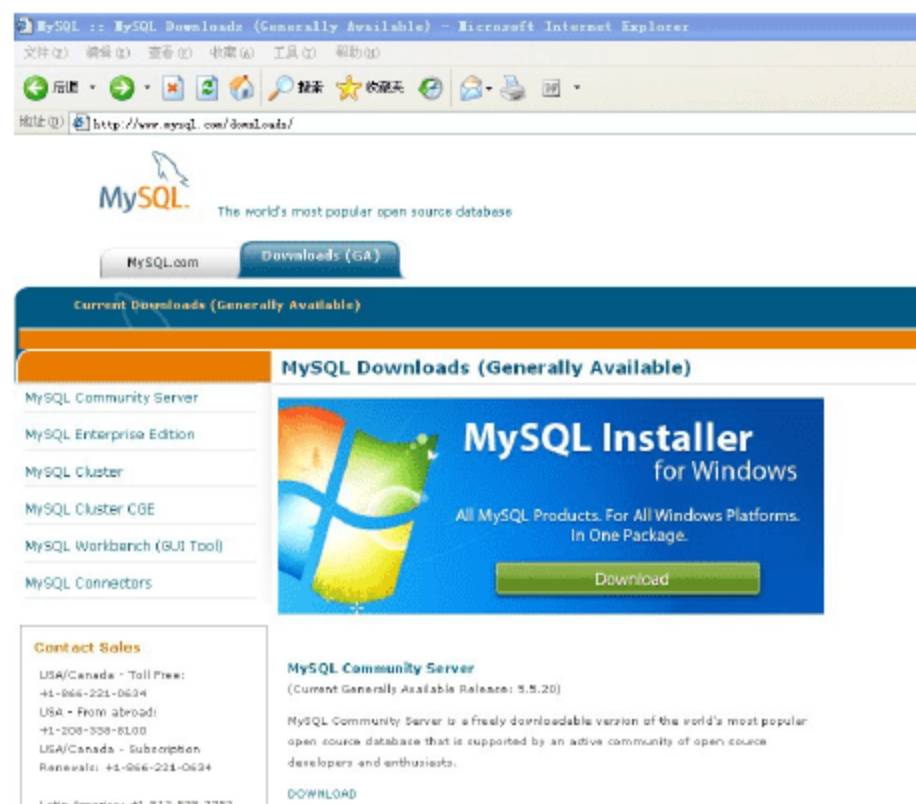 MySQL :: MySQL Downloads (Generally Available) - Microsoft Internet Explorer
文件(F) 编辑(E) 查看(V) 收藏(A) 工具(T) 帮助(H)
后退 搜索 收藏夹
地址(D) http://www.mysql.com/downloads/
MySQL
The world's most popular open source database
MySQL.com Downloads (GA)
Current Downloads (Generally Available)
MySQL Downloads (Generally Available)
MySQL Community Server
MySQL Enterprise Edition
MySQL Cluster
MySQL Cluster CGE
MySQL Workbench (GUI Tool)
MySQL Connectors
MySQL Installer
for Windows
All MySQL Products. For All Windows Platforms.
In One Package.
Download
Contact Sales
USA/Canada - Toll Free:
+1-866-221-0634
USA - From abroad:
+1-208-338-8100
USA/Canada - Subscription
Renewals: +1-866-221-0634
MySQL Community Server
(Current Generally Available Release: 5.5.20)
MySQL Community Server is a freely downloadable version of the world's most popular
open source database that is supported by an active community of open source
developers and enthusiasts.
DOWNLOAD